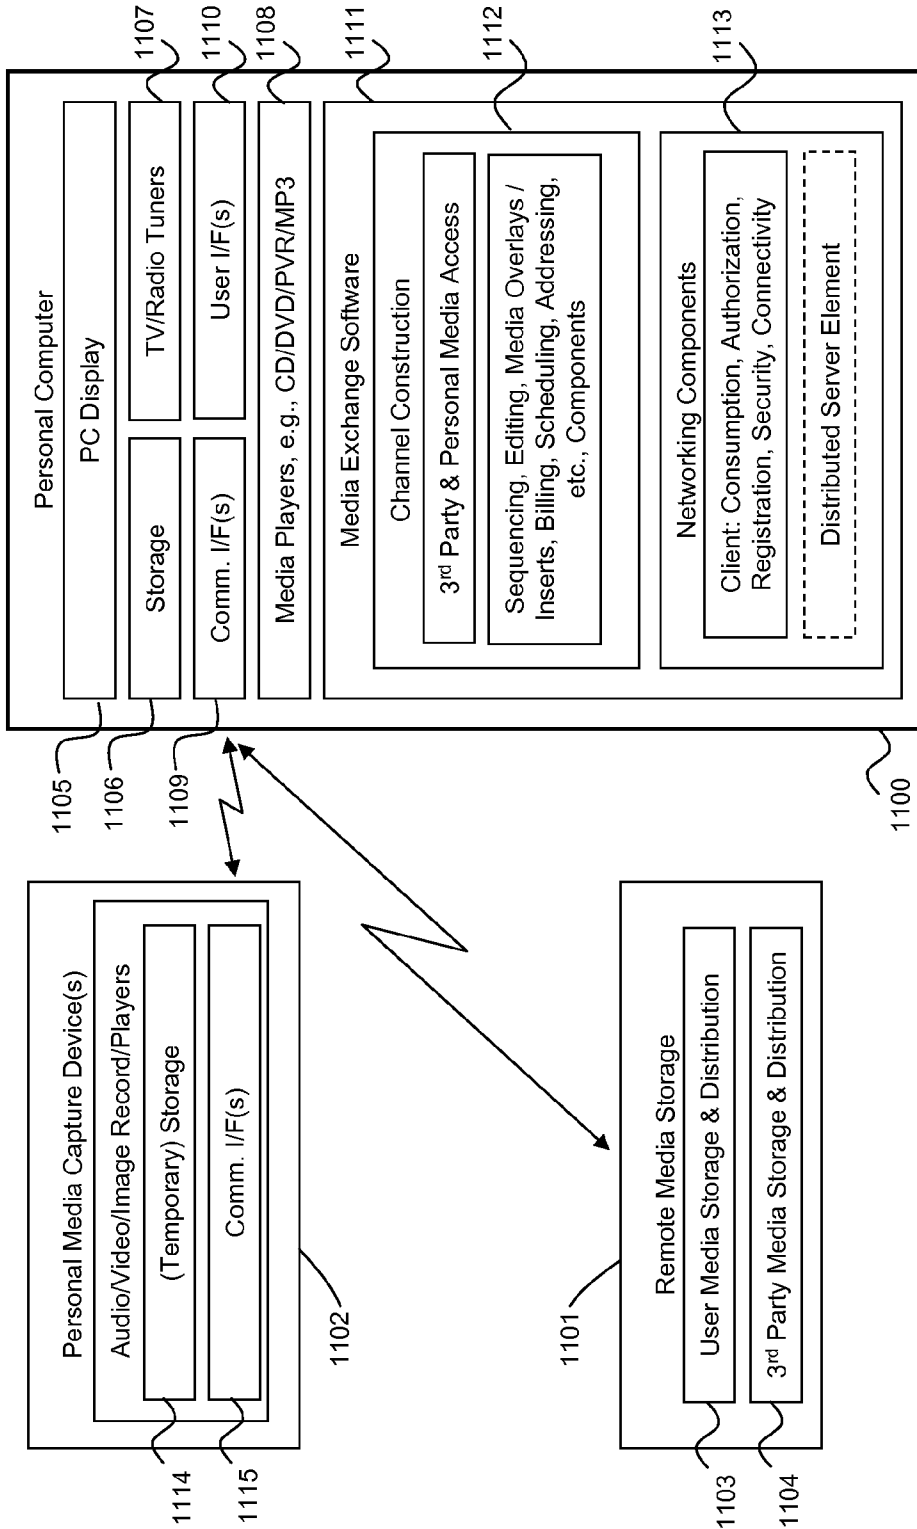 Personal Media Capture Device(s)
Audio/Video/Image Record/Players
(Temporary) Storage
Comm. I/F(s)
1114
1115
1102
Personal Computer
PC Display
Storage
TV/Radio Tuners
Comm. I/F(s)
User I/F(s)
Media Players, e.g., CD/DVD/PVR/MP3
Media Exchange Software
Channel Construction
3rd Party & Personal Media Access
Sequencing, Editing, Media Overlays /
Inserts, Billing, Scheduling, Addressing,
etc., Components
Networking Components
Client: Consumption, Authorization,
Registration, Security, Connectivity
Distributed Server Element
1105
1106
1109
1107
1110
1108
1111
1112
1113
1100
Remote Media Storage
User Media Storage & Distribution
3rd Party Media Storage & Distribution
1101
1103
1104